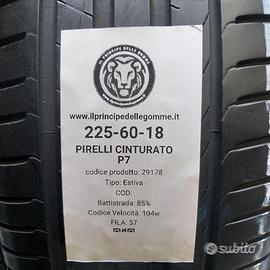 IL PRINCIPE DELLE GOMME
www.ilprincipedellegomme.it
225-60-18
PIRELLI CINTURATO
P7
codice prodotto: 29178
Tipo: Estiva
COD:
Battistrada: 85%
Codice Velocità: 104w
FILA: 57
subito